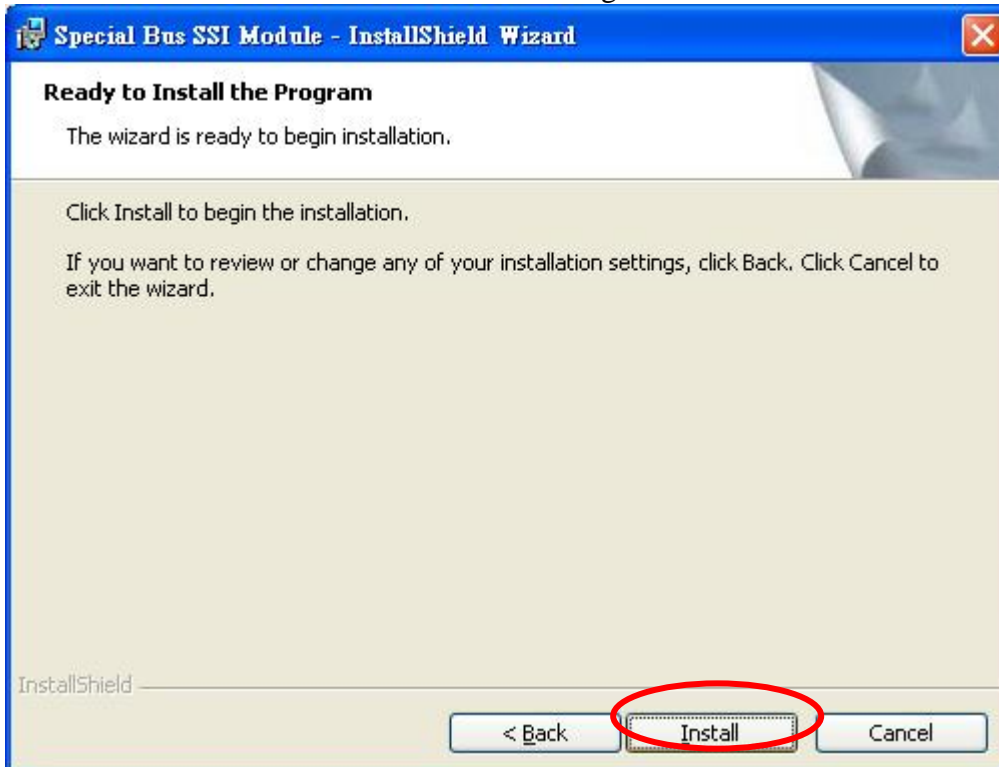 Special Bus SSI Module - InstallShield Wizard
Ready to Install the Program
The wizard is ready to begin installation.
Click Install to begin the installation.
If you want to review or change any of your installation settings, click Back. Click Cancel to
exit the wizard.
InstallShield
< Back Install Cancel